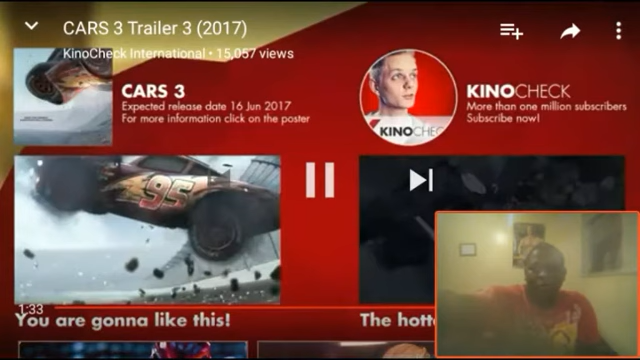 CARS 3 Trailer 3 (2017)
KinoCheck International • 15,057 views
CARS 3
Expected release date 16 Jun 2017
For more information click on the poster
KINOCHECK
More than one million subscribers
Subscribe now!
KINOCHEC
95
1:33
You are gonna like this!
The hott